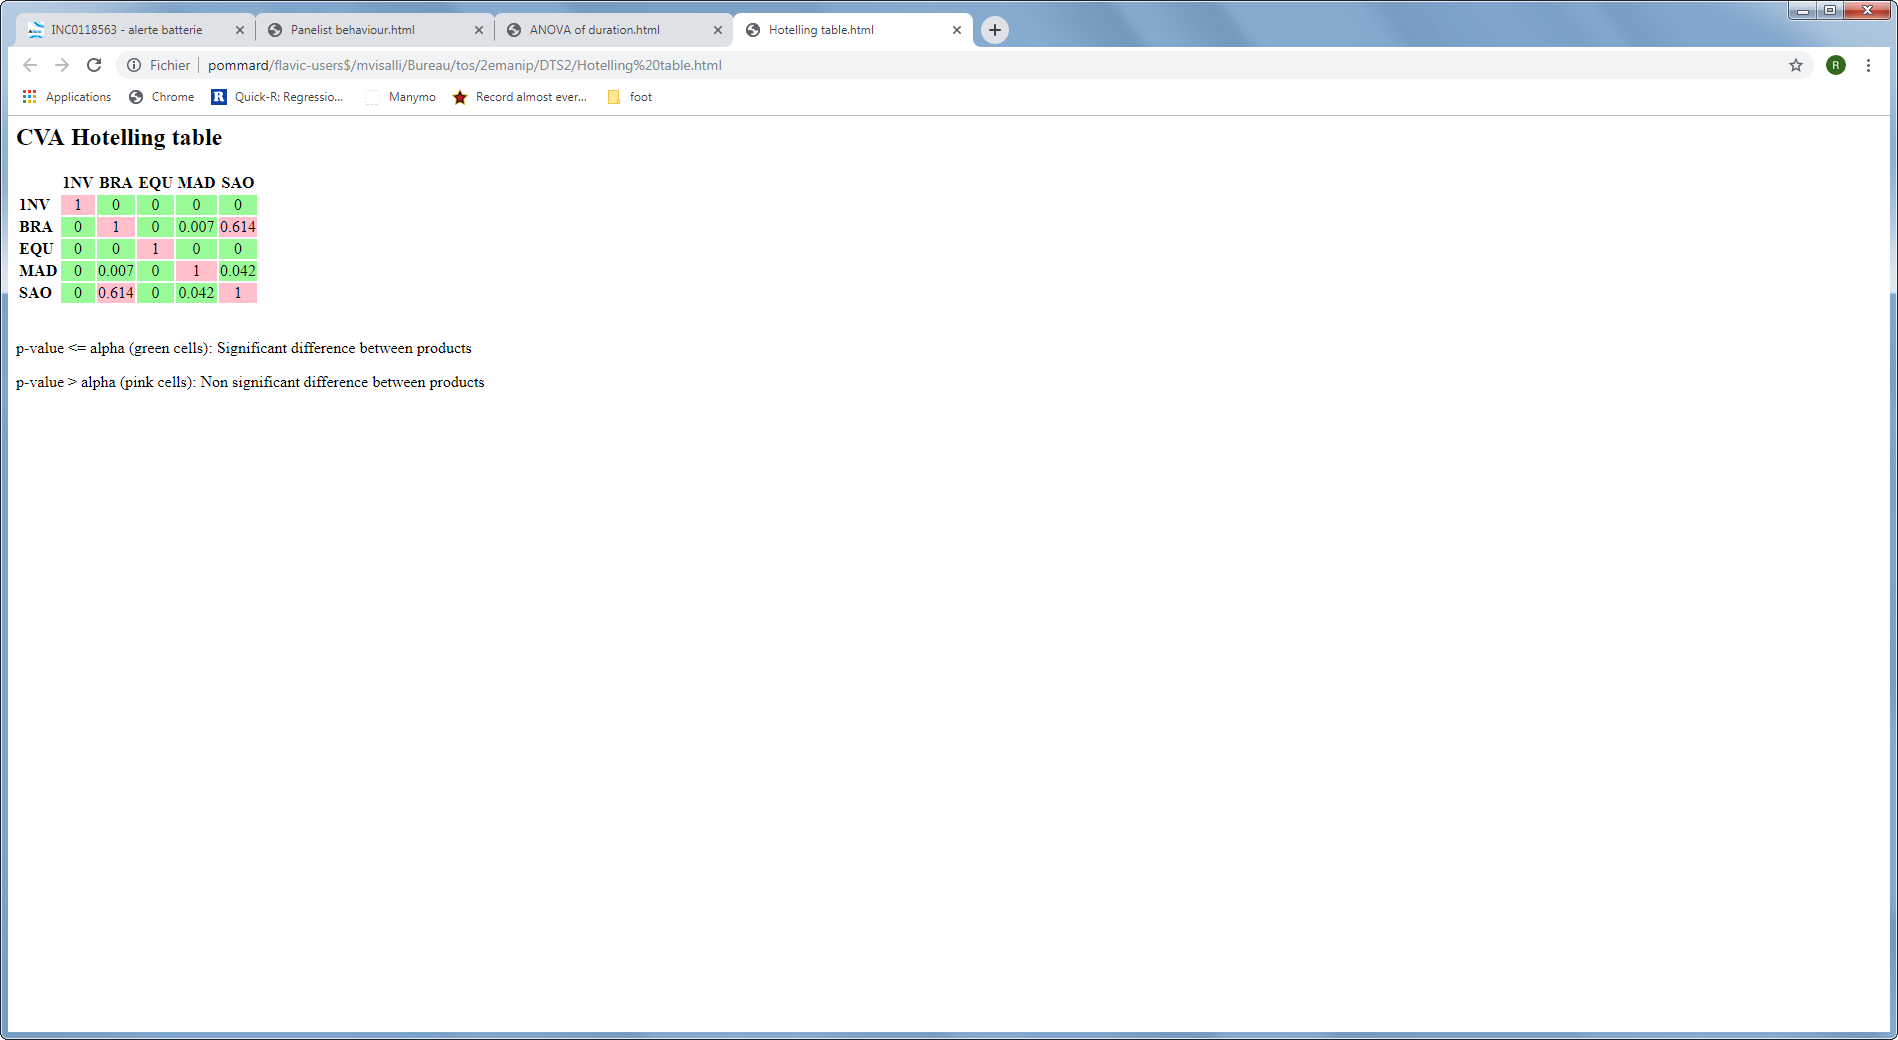 INC0118563 - alerte batterie
Panelist behaviour.html
ANOVA of duration.html
Hotelling table.html
Fichier pommard/flavic-users$/mvisalli/Bureau/tos/2emanip/DTS2/Hotelling%20table.html
R
Applications Chrome R Quick-R: Regressio... Manymo Record almost ever... foot
CVA Hotelling table
1NV BRA EQU MAD SAO
1NV 1 0 0 0 0
BRA 0 1 0 0.007 0.614
EQU 0 0 1 0 0
MAD 0 0.007 0 1 0.042
SAO 0 0.614 0 0.042 1
p-value <= alpha (green cells): Significant difference between products
p-value > alpha (pink cells): Non significant difference between products